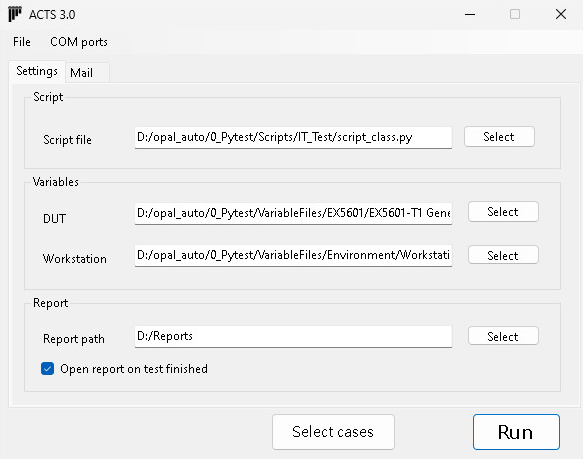 ACTS 3.0
File COM ports
Settings Mail
Script
Script file D:/opal_auto/0_Pytest/Scripts/IT_Test/script_class.py Select
Variables
DUT D:/opal_auto/0_Pytest/VariableFiles/EX5601/EX5601-T1 Gene Select
Workstation D:/opal_auto/0_Pytest/VariableFiles/Environment/Workstati Select
Report
Report path D:/Reports Select
Open report on test finished
Select cases Run